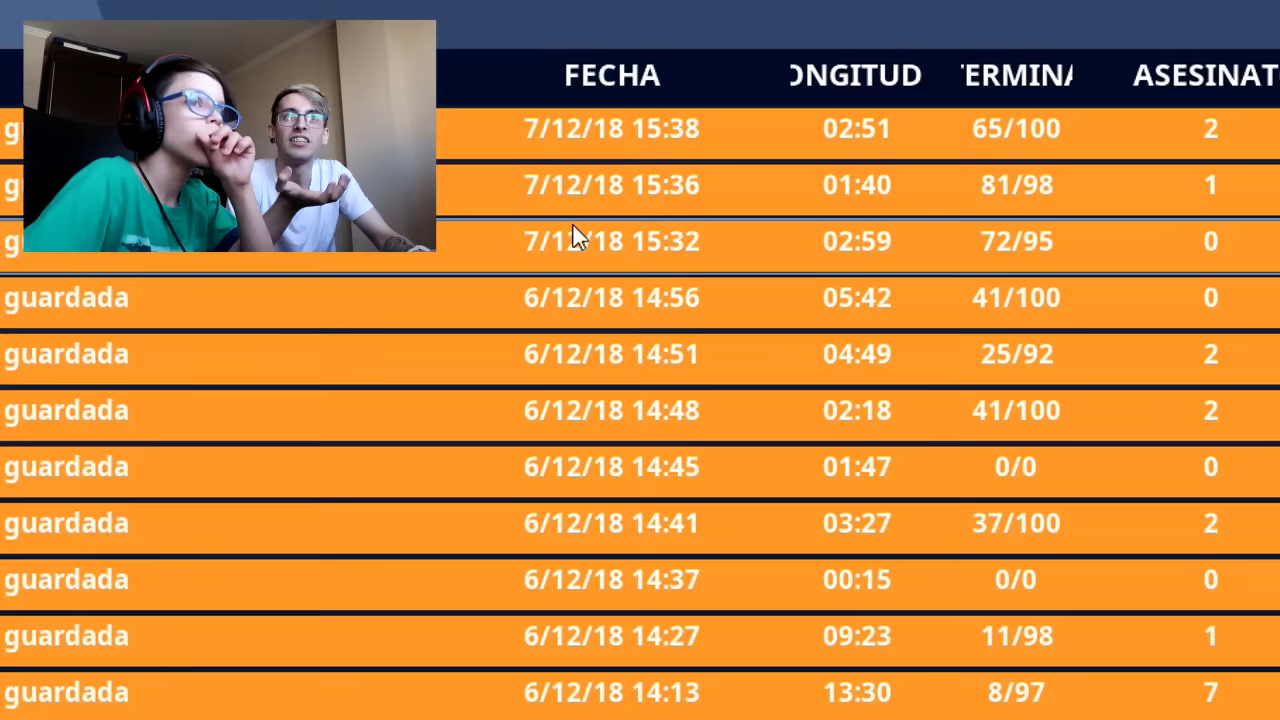 FECHA ONGITUD ERMINA ASESINAT
g 7/12/18 15:38 02:51 65/100 2
g 7/12/18 15:36 01:40 81/98 1
g 7/12/18 15:32 02:59 72/95 0
guardada 6/12/18 14:56 05:42 41/100 0
guardada 6/12/18 14:51 04:49 25/92 2
guardada 6/12/18 14:48 02:18 41/100 2
guardada 6/12/18 14:45 01:47 0/0 0
guardada 6/12/18 14:41 03:27 37/100 2
guardada 6/12/18 14:37 00:15 0/0 0
guardada 6/12/18 14:27 09:23 11/98 1
guardada 6/12/18 14:13 13:30 8/97 7